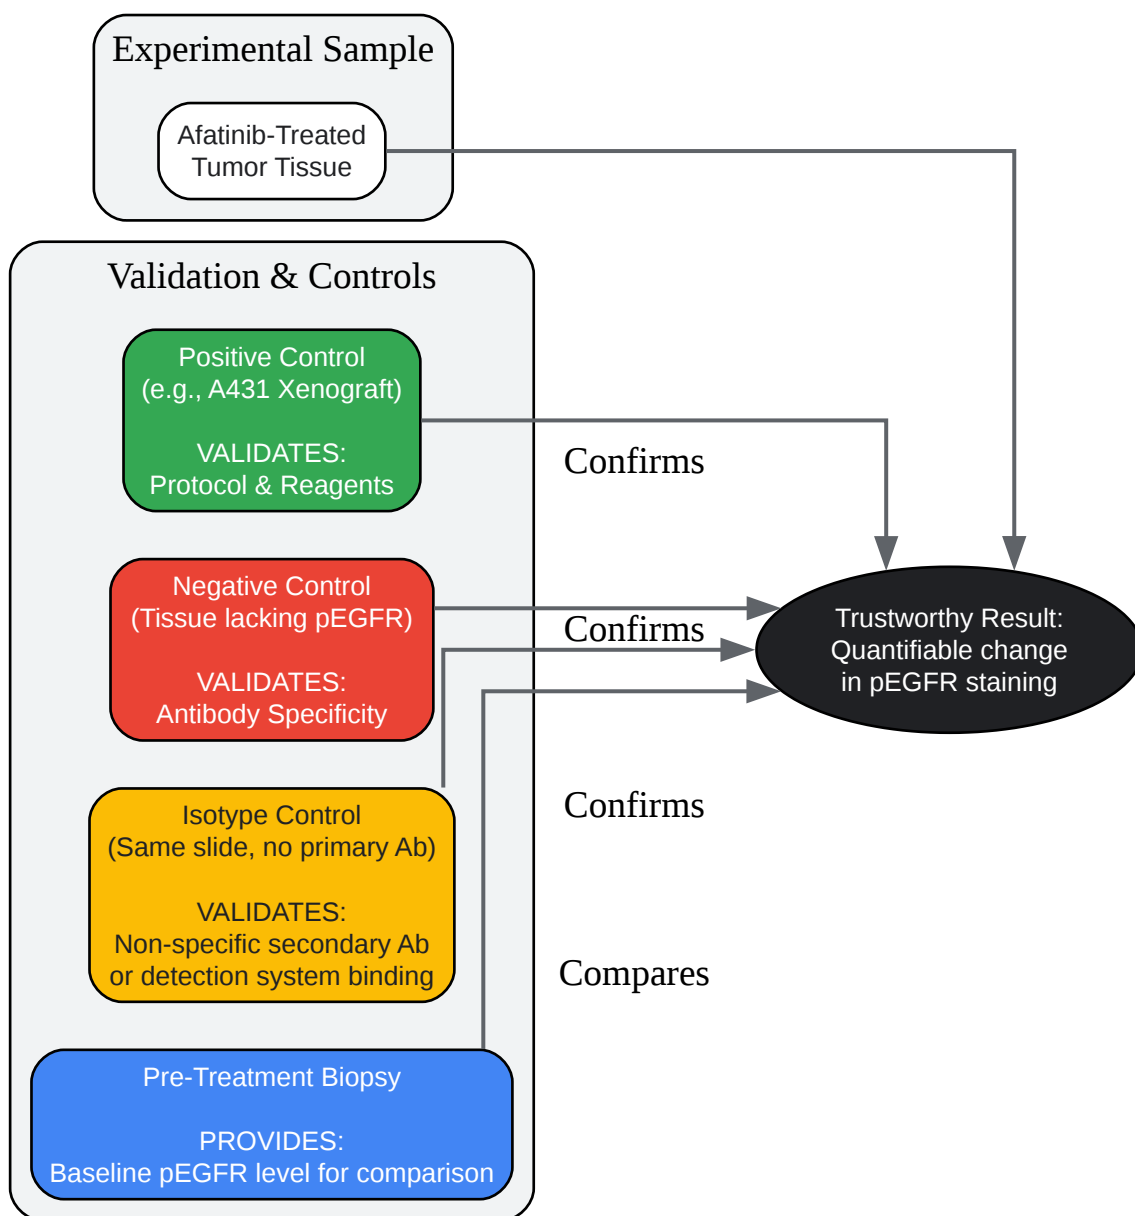 Experimental Sample
Afatinib-Treated
Tumor Tissue
Validation & Controls
Positive Control
(e.g., A431 Xenograft)
VALIDATES:
Protocol & Reagents
Confirms
Negative Control
(Tissue lacking pEGFR)
VALIDATES:
Antibody Specificity
Confirms
Trustworthy Result:
Quantifiable change
in pEGFR staining
Isotype Control
(Same slide, no primary Ab)
VALIDATES:
Non-specific secondary Ab
or detection system binding
Confirms
Compares
Pre-Treatment Biopsy
PROVIDES:
Baseline pEGFR level for comparison